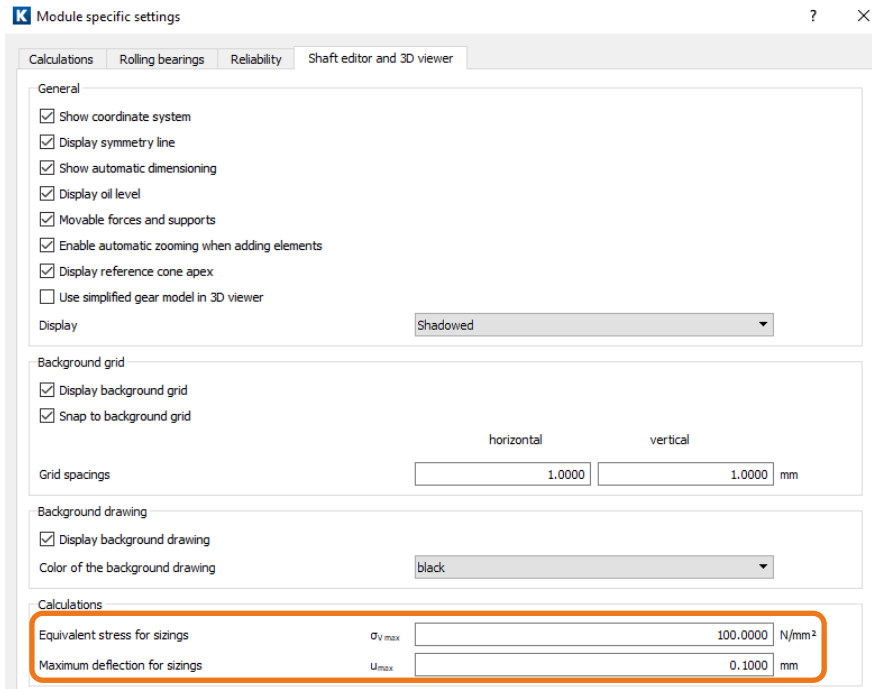 K Module specific settings ? ×
Calculations Rolling bearings Reliability Shaft editor and 3D viewer
General
Show coordinate system
Display symmetry line
Show automatic dimensioning
Display oil level
Movable forces and supports
Enable automatic zooming when adding elements
Display reference cone apex
Use simplified gear model in 3D viewer
Display Shadowed
Background grid
Display background grid
Snap to background grid
horizontal vertical
Grid spacings 1.0000 1.0000 mm
Background drawing
Display background drawing
Color of the background drawing black
Calculations
Equivalent stress for sizings σV max 100.0000 N/mm²
Maximum deflection for sizings umax 0.1000 mm